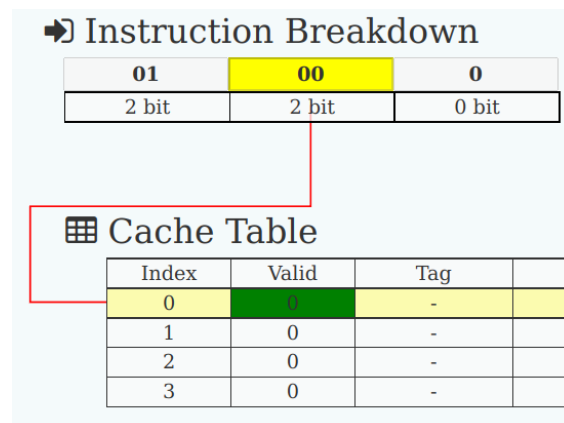 Instruction Breakdown
01 00 0
2 bit 2 bit 0 bit
Cache Table
Index Valid Tag
0 0 -
1 0 -
2 0 -
3 0 -